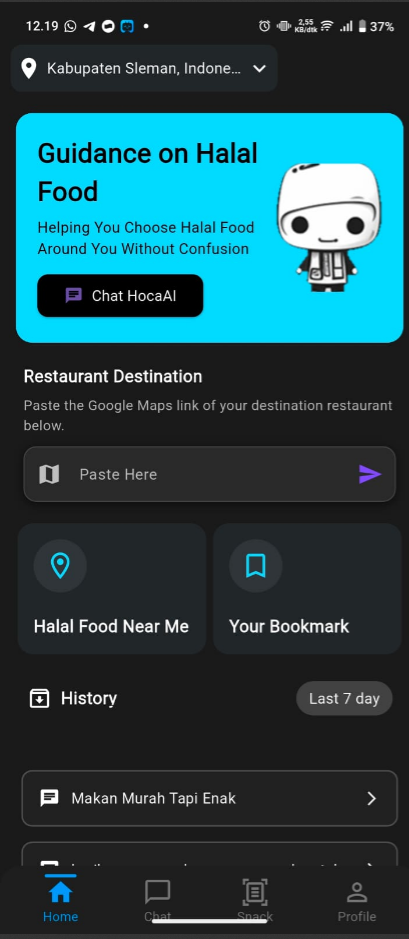 12.19
2,55
KB/dtk
37%
Kabupaten Sleman, Indone...
Guidance on Halal
Food
Helping You Choose Halal Food
Around You Without Confusion
Chat HocaAI
Restaurant Destination
Paste the Google Maps link of your destination restaurant
below.
Paste Here
Halal Food Near Me
Your Bookmark
History
Last 7 day
Makan Murah Tapi Enak
Home
Chat
Snack
Profile